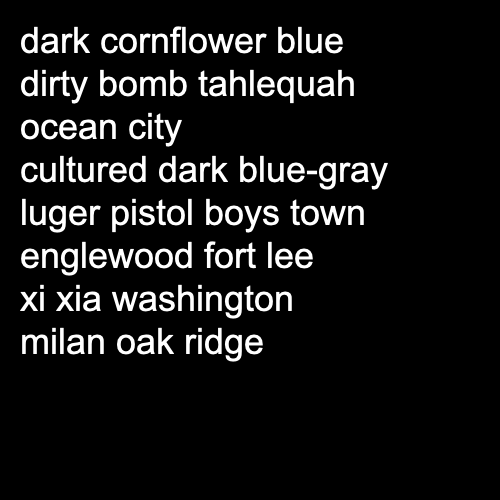 dark cornflower blue
dirty bomb tahlequah
ocean city
cultured dark blue-gray
luger pistol boys town
englewood fort lee
xi xia washington
milan oak ridge